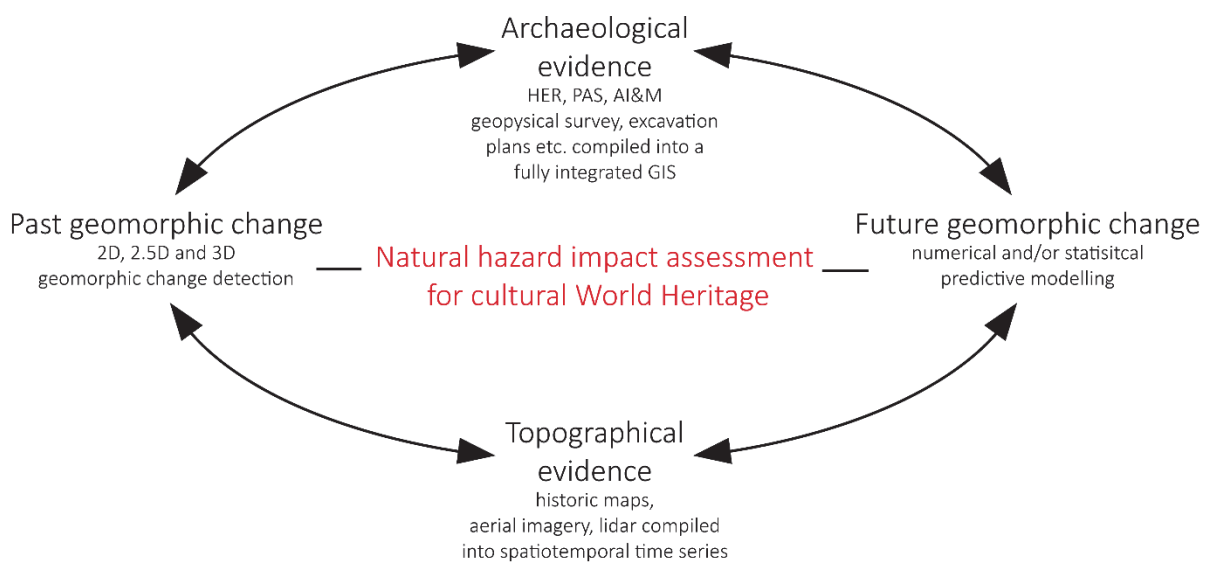 Archaeological
evidence
HER, PAS, AI&M
geopysical survey, excavation
plans etc. compiled into a
fully integrated GIS
Past geomorphic change
2D, 2.5D and 3D
geomorphic change detection
Natural hazard impact assessment
for cultural World Heritage
Future geomorphic change
numerical and/or statisitcal
predictive modelling
Topographical
evidence
historic maps,
aerial imagery, lidar compiled
into spatiotemporal time series